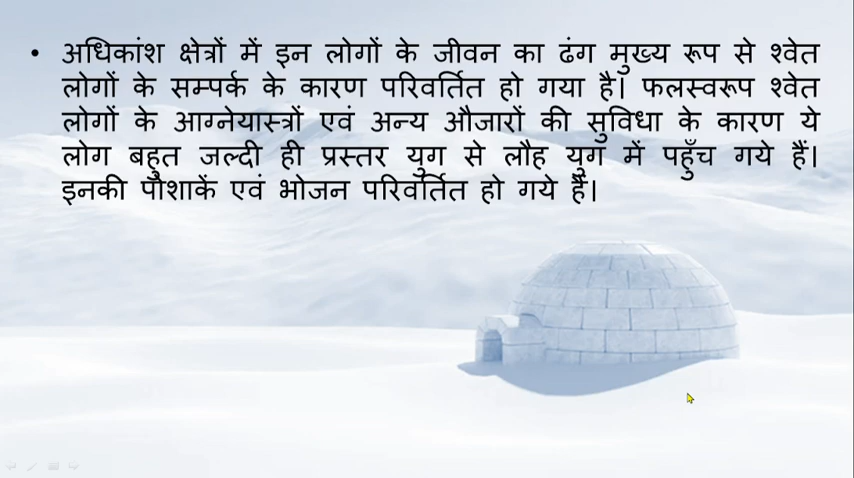 • अधिकांश क्षेत्रों में इन लोगों के जीवन का ढंग मुख्य रूप से श्वेत
लोगों के सम्पर्क के कारण परिवर्तित हो गया है। फलस्वरूप श्वेत
लोगों के आग्नेयास्त्रों एवं अन्य औजारों की सुविधा के कारण ये
लोग बहुत जल्दी ही प्रस्तर युग से लौह युग में पहुँच गये हैं।
इनकी पौशाकें एवं भोजन परिवर्तित हो गये हैं।